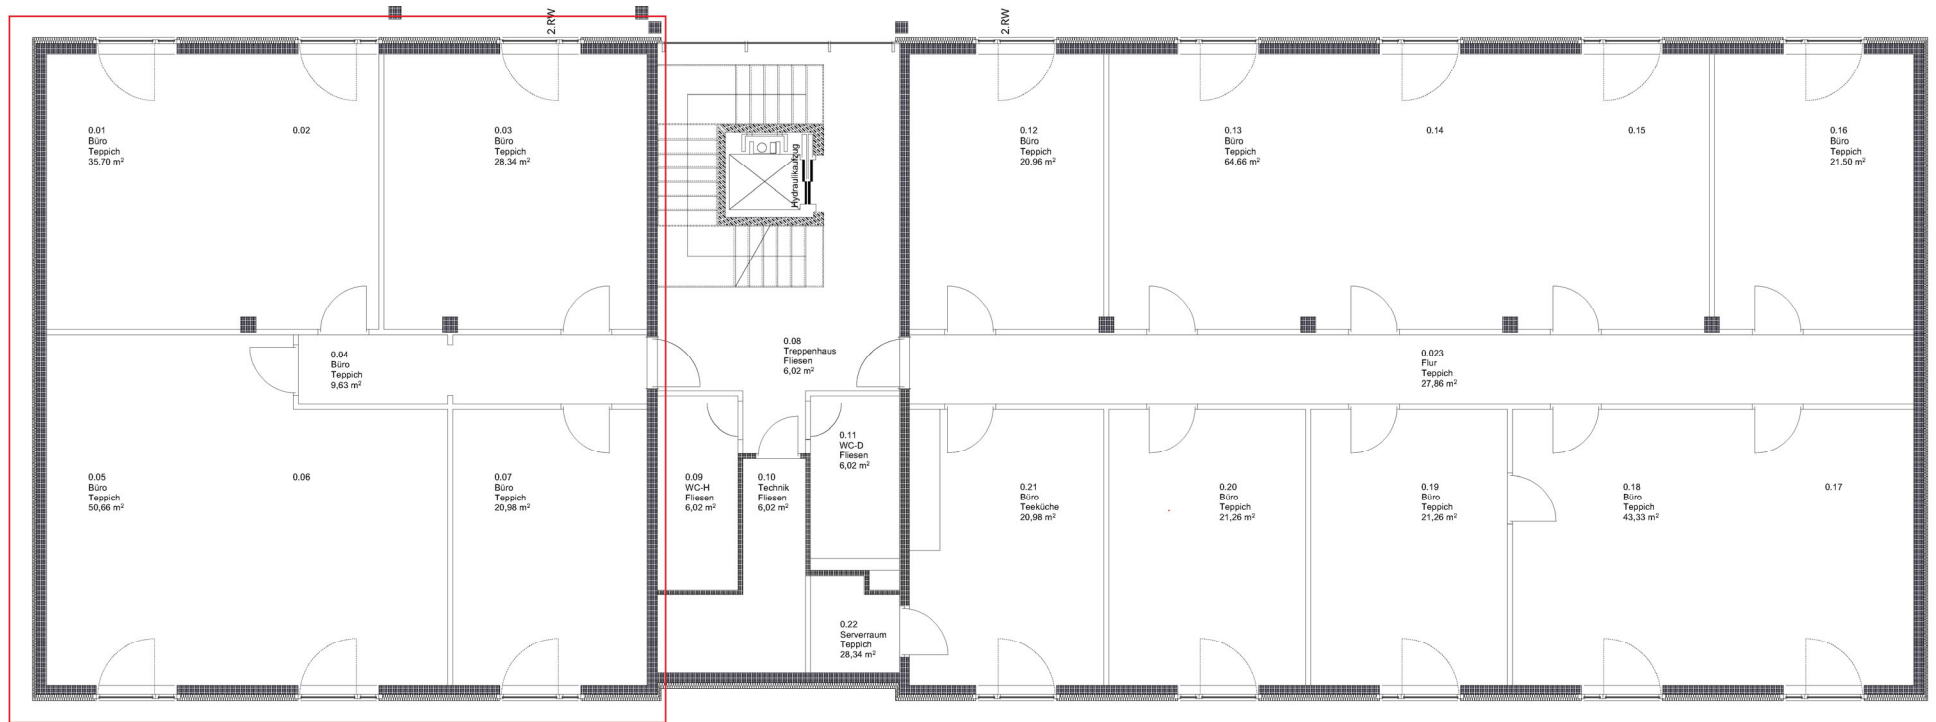 2.RW
2.RW
0.01
Büro
Teppich
35.70 m²
0.02
0.03
Büro
Teppich
28.34 m²
Hydraulikaufzug
0.12
Büro
Teppich
20.96 m²
0.13
Büro
Teppich
64.66 m²
0.14
0.15
0.16
Büro
Teppich
21.50 m²
0.04
Büro
Teppich
9,63 m²
0.08
Treppenhaus
Fliesen
6,02 m²
0.023
Flur
Teppich
27,86 m²
0.05
Büro
Teppich
50,66 m²
0.06
0.07
Büro
Teppich
20,98 m²
0.09
WC-H
Fliesen
6,02 m²
0.10
Technik
Fliesen
6,02 m²
0.11
WC-D
Fliesen
6,02 m²
0.21
Büro
Teeküche
20,98 m²
0.20
Büro
Teppich
21,26 m²
0.19
Büro
Teppich
21,26 m²
0.18
Büro
Teppich
43,33 m²
0.17
0.22
Serverraum
Teppich
28,34 m²